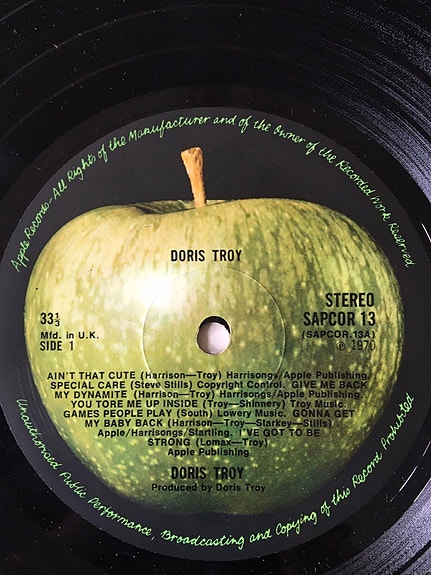 Apple Records-All Rights of the Manufacturer and of the Owner of the Recorded Work Reserved
DORIS TROY
33⅓
Mfd. in U.K.
SIDE 1
STEREO
SAPCOR 13
(SAPCOR.13A)
℗ 1970
AIN'T THAT CUTE (Harrison—Troy) Harrisongs/Apple Publishing.
SPECIAL CARE (Steve Stills) Copyright Control. GIVE ME BACK
MY DYNAMITE (Harrison—Troy) Harrisongs/Apple Publishing.
YOU TORE ME UP INSIDE (Troy—Shinnery) Troy Music.
GAMES PEOPLE PLAY (South) Lowery Music. GONNA GET
MY BABY BACK (Harrison—Troy—Starkey—Stills)
Apple/Harrisongs/Startling. I'VE GOT TO BE
STRONG (Lomax—Troy)
Apple Publishing
DORIS TROY
Produced by Doris Troy
Unauthorised Public Performance, Broadcasting and Copying of this Record Prohibited